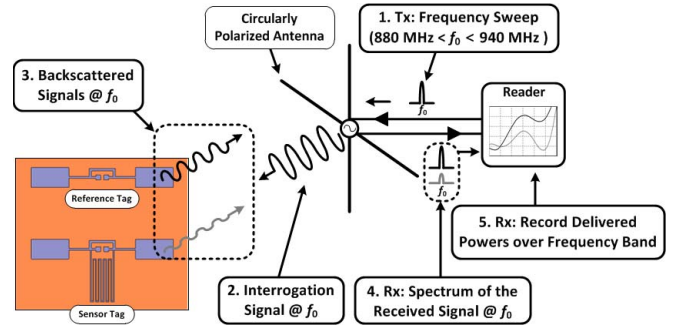 Circularly
Polarized Antenna
1. Tx: Frequency Sweep
(880 MHz < f0 < 940 MHz )
3. Backscattered
Signals @ f0
f0
Reader
Reference Tag
f0
Sensor Tag
2. Interrogation
Signal @ f0
4. Rx: Spectrum of the
Received Signal @ f0
5. Rx: Record Delivered
Powers over Frequency Band